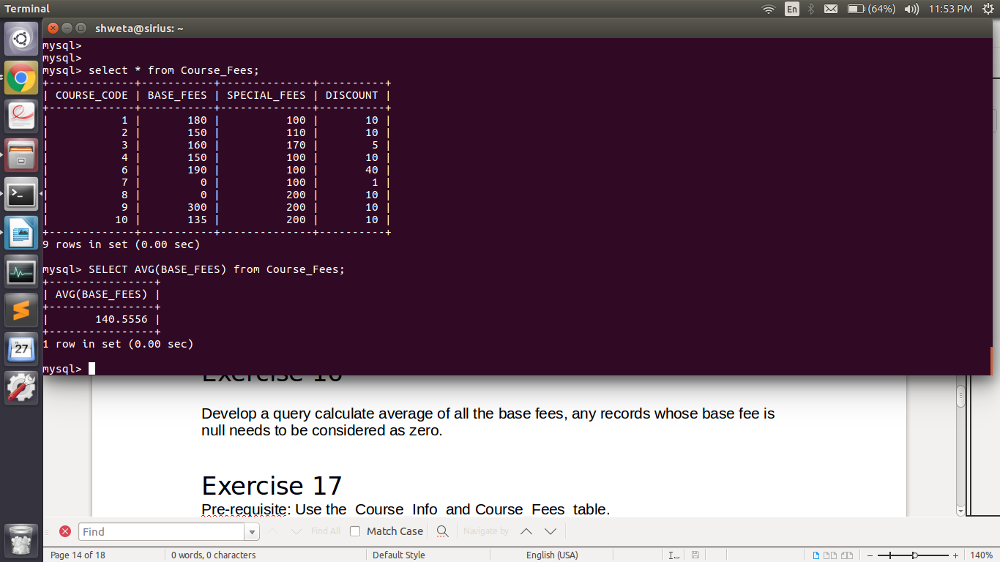 Terminal
En
(64%)
11:53 PM
shweta@sirius: ~
mysql>
mysql>
mysql> select * from Course_Fees;
+-------------+-----------+--------------+----------+
| COURSE_CODE | BASE_FEES | SPECIAL_FEES | DISCOUNT |
+-------------+-----------+--------------+----------+
|           1 |       180 |          100 |       10 |
|           2 |       150 |          110 |       10 |
|           3 |       160 |          170 |        5 |
|           4 |       150 |          100 |       10 |
|           6 |       190 |          100 |       40 |
|           7 |         0 |          100 |        1 |
|           8 |         0 |          200 |       10 |
|           9 |       300 |          200 |       10 |
|          10 |       135 |          200 |       10 |
+-------------+-----------+--------------+----------+
9 rows in set (0.00 sec)
mysql> SELECT AVG(BASE_FEES) from Course_Fees;
+----------------+
| AVG(BASE_FEES) |
+----------------+
|       140.5556 |
+----------------+
1 row in set (0.00 sec)
mysql>
27
Exercise 16
Develop a query calculate average of all the base fees, any records whose base fee is
null needs to be considered as zero.
Exercise 17
Pre-requisite: Use the Course_Info and Course_Fees table.
Find
Find All
Match Case
Navigate by
Page 14 of 18
0 words, 0 characters
Default Style
English (USA)
140%